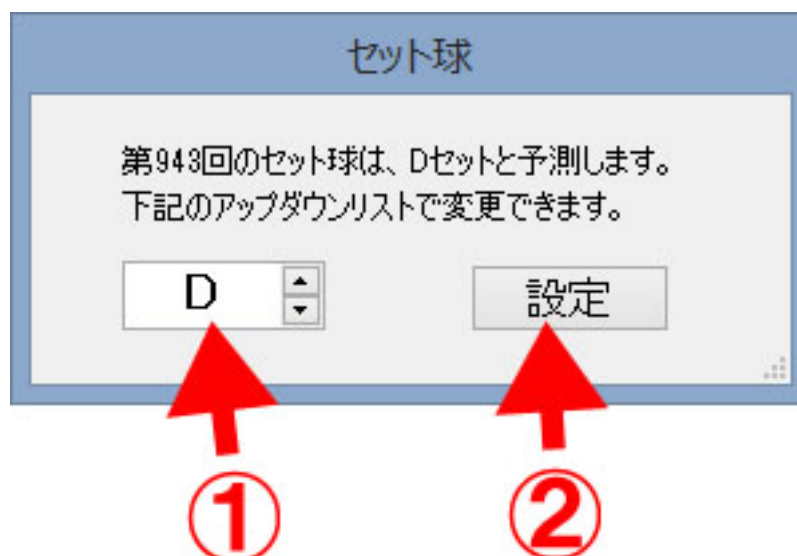 セット球
第943回のセット球は、Dセットと予測します。
下記のアップダウンリストで変更できます。
D
設定
① ②